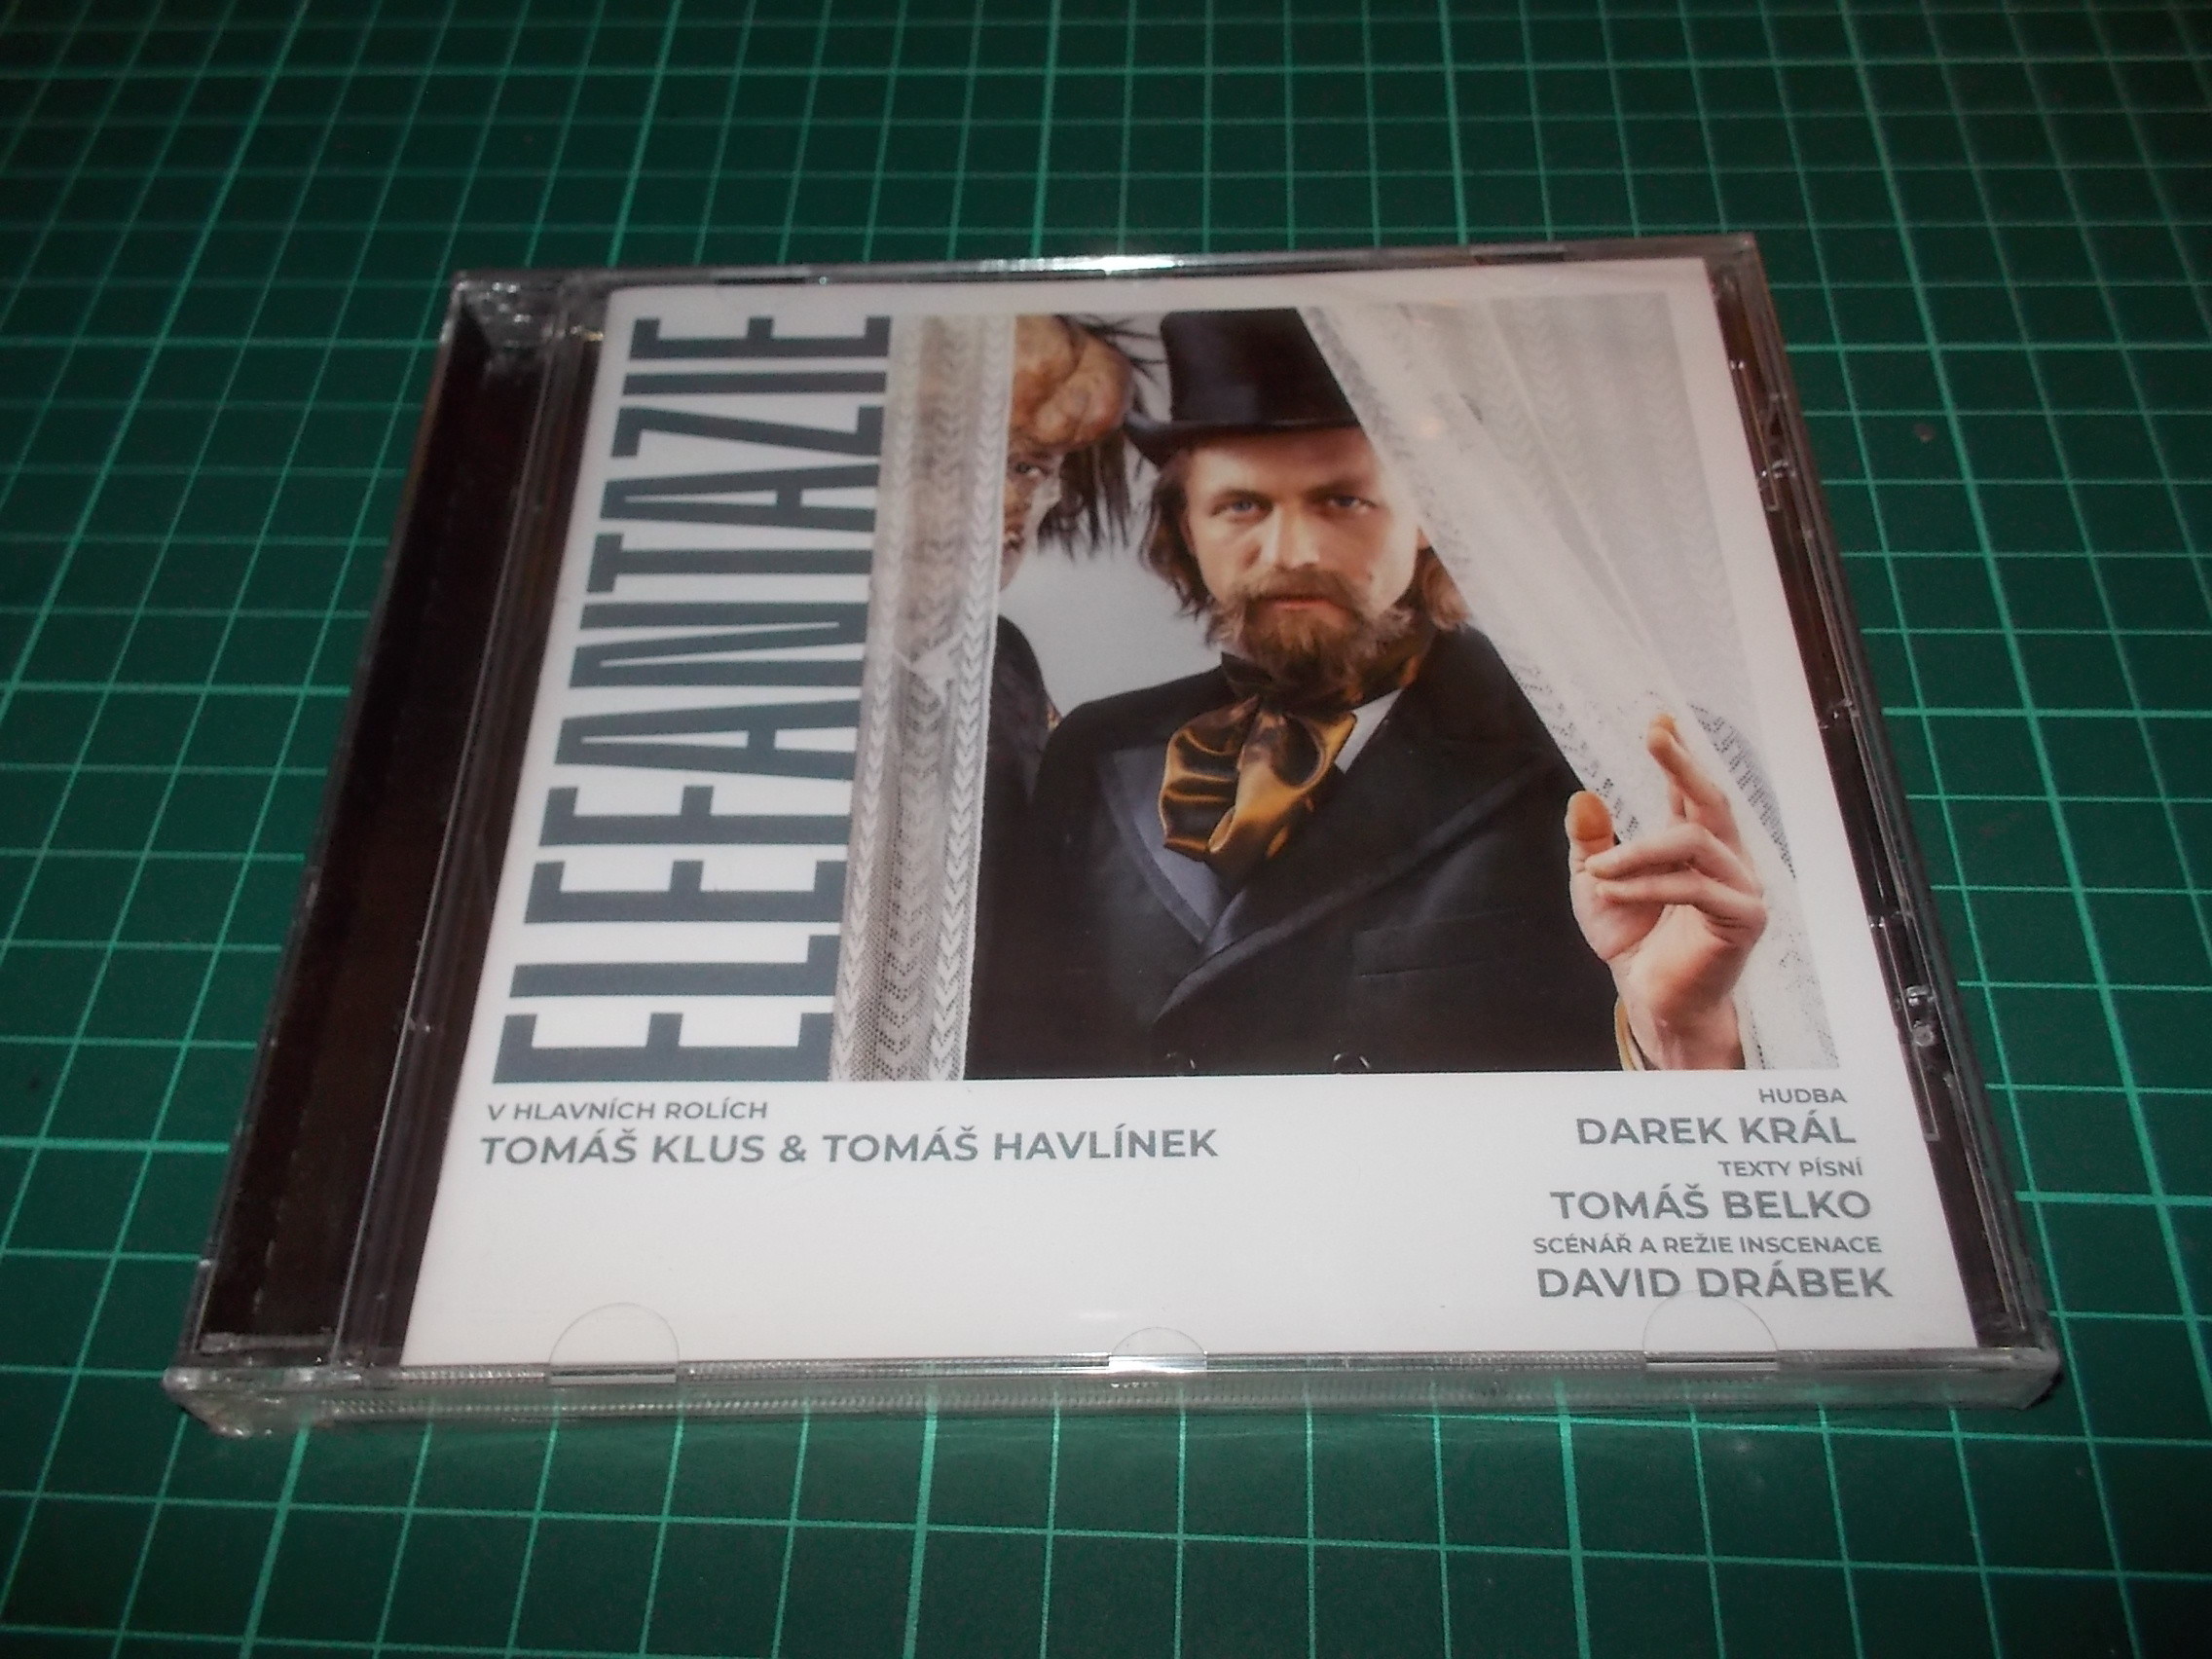 ELEFANTAZIE
V HLAVNÍCH ROLÍCH
TOMÁŠ KLUS & TOMÁŠ HAVLÍNEK
HUDBA
DAREK KRÁL
TEXTY PÍSNÍ
TOMÁŠ BELKO
SCÉNÁŘ A REŽIE INSCENACE
DAVID DRÁBEK